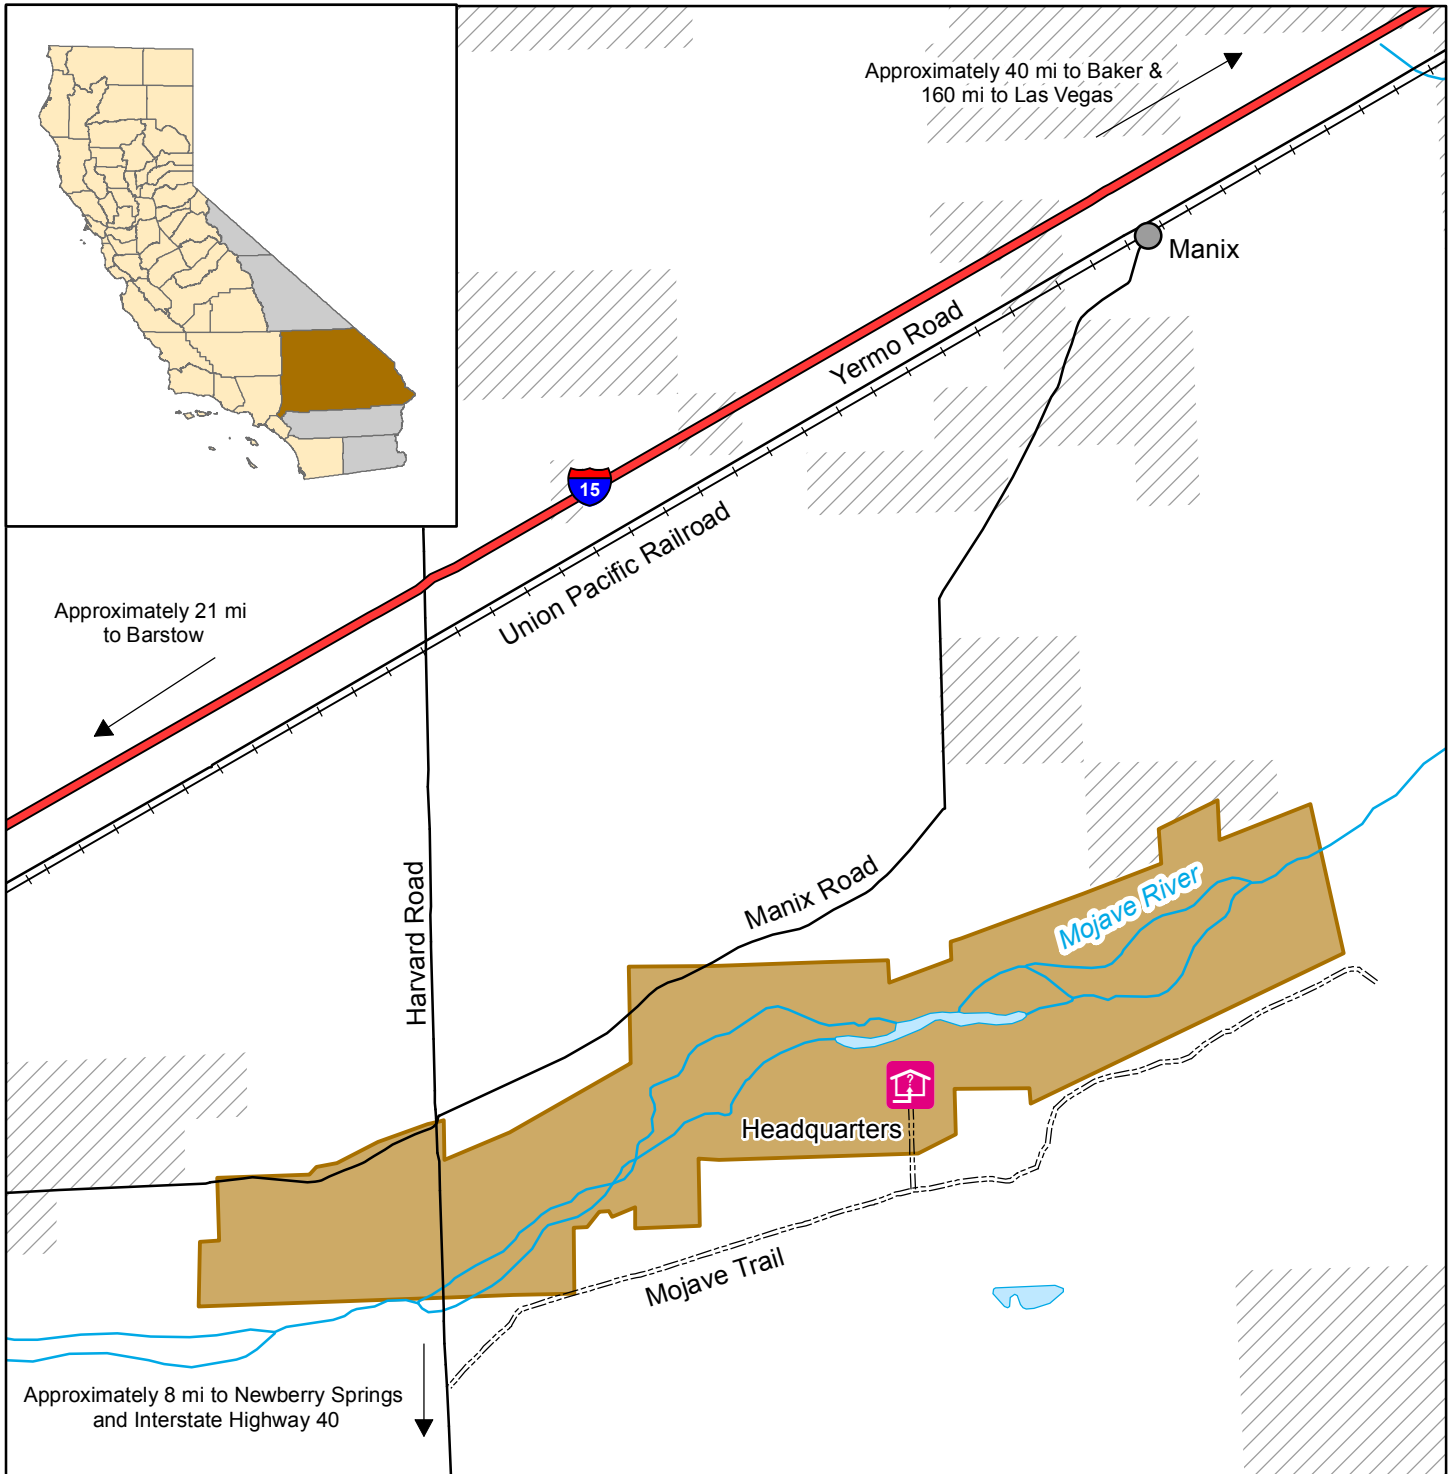 Approximately 40 mi to Baker &
160 mi to Las Vegas
Manix
Yermo Road
15
Union Pacific Railroad
Approximately 21 mi
to Barstow
Harvard Road
Manix Road
Mojave River
?
Headquarters
Mojave Trail
Approximately 8 mi to Newberry Springs
and Interstate Highway 40